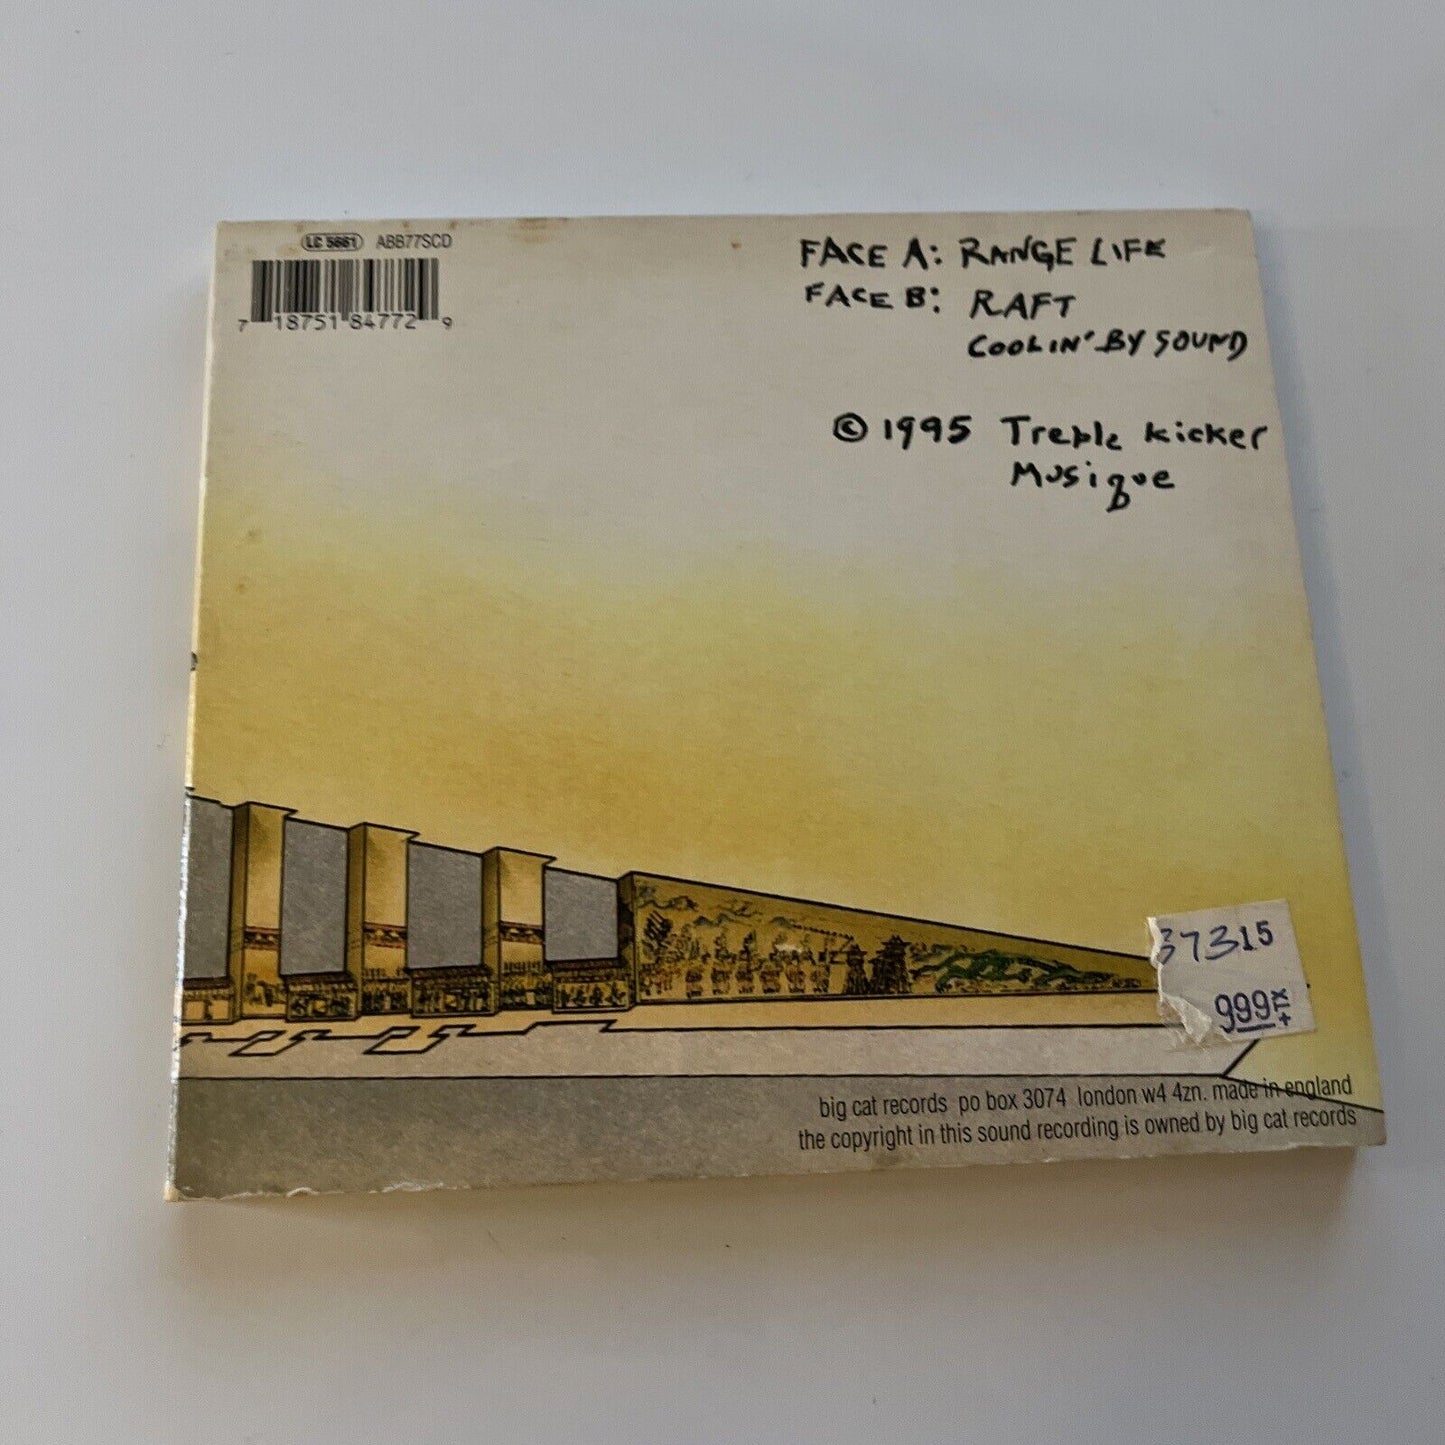 LC 5661 ABB77SCD
7 18751 84772 9
FACE A: RANGE LIFE
FACE B: RAFT
COOLIN' BY SOUND
© 1995 Treble Kicker
Musique
37315
999 +TX
big cat records po box 3074 london w4 4zn. made in england
the copyright in this sound recording is owned by big cat records